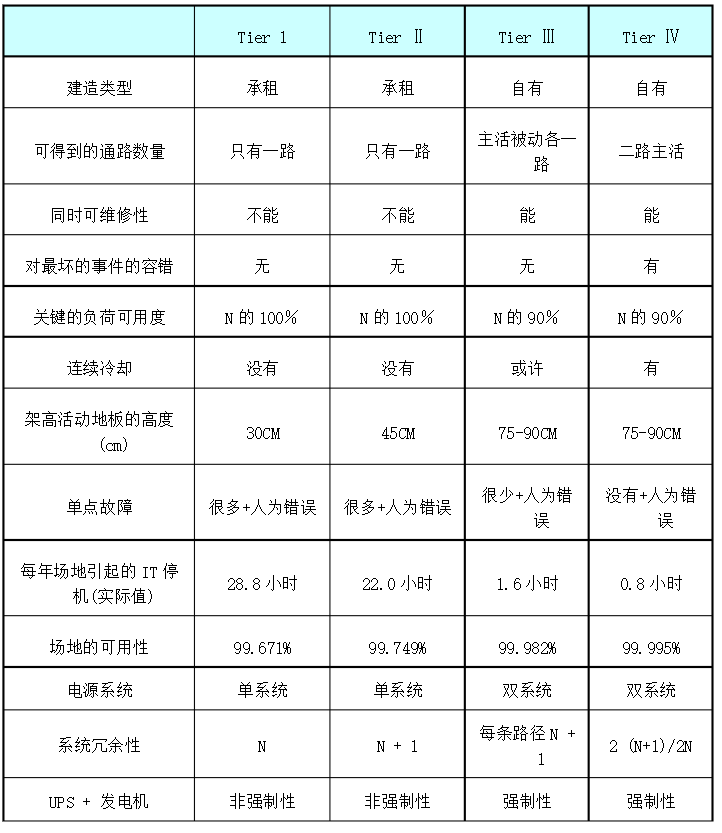 Tier 1 Tier Ⅱ Tier Ⅲ Tier Ⅳ
建造类型 承租 承租 自有 自有
可得到的通路数量 只有一路 只有一路 主活被动各一 二路主活
路
同时可维修性 不能 不能 能 能
对最坏的事件的容错 无 无 无 有
关键的负荷可用度 N 的 100% N 的 100% N 的 90% N 的 90%
连续冷却 没有 没有 或许 有
架高活动地板的高度 30CM 45CM 75-90CM 75-90CM
(cm)
单点故障 很多+人为错误 很多+人为错误 很少+人为错 没有+人为错
误 误
每年场地引起的 IT 停 28.8 小时 22.0 小时 1.6 小时 0.8 小时
机(实际值)
场地的可用性 99.671% 99.749% 99.982% 99.995%
电源系统 单系统 单系统 双系统 双系统
系统冗余性 N N + 1 每条路径 N + 2 (N+1)/2N
1
UPS + 发电机 非强制性 非强制性 强制性 强制性